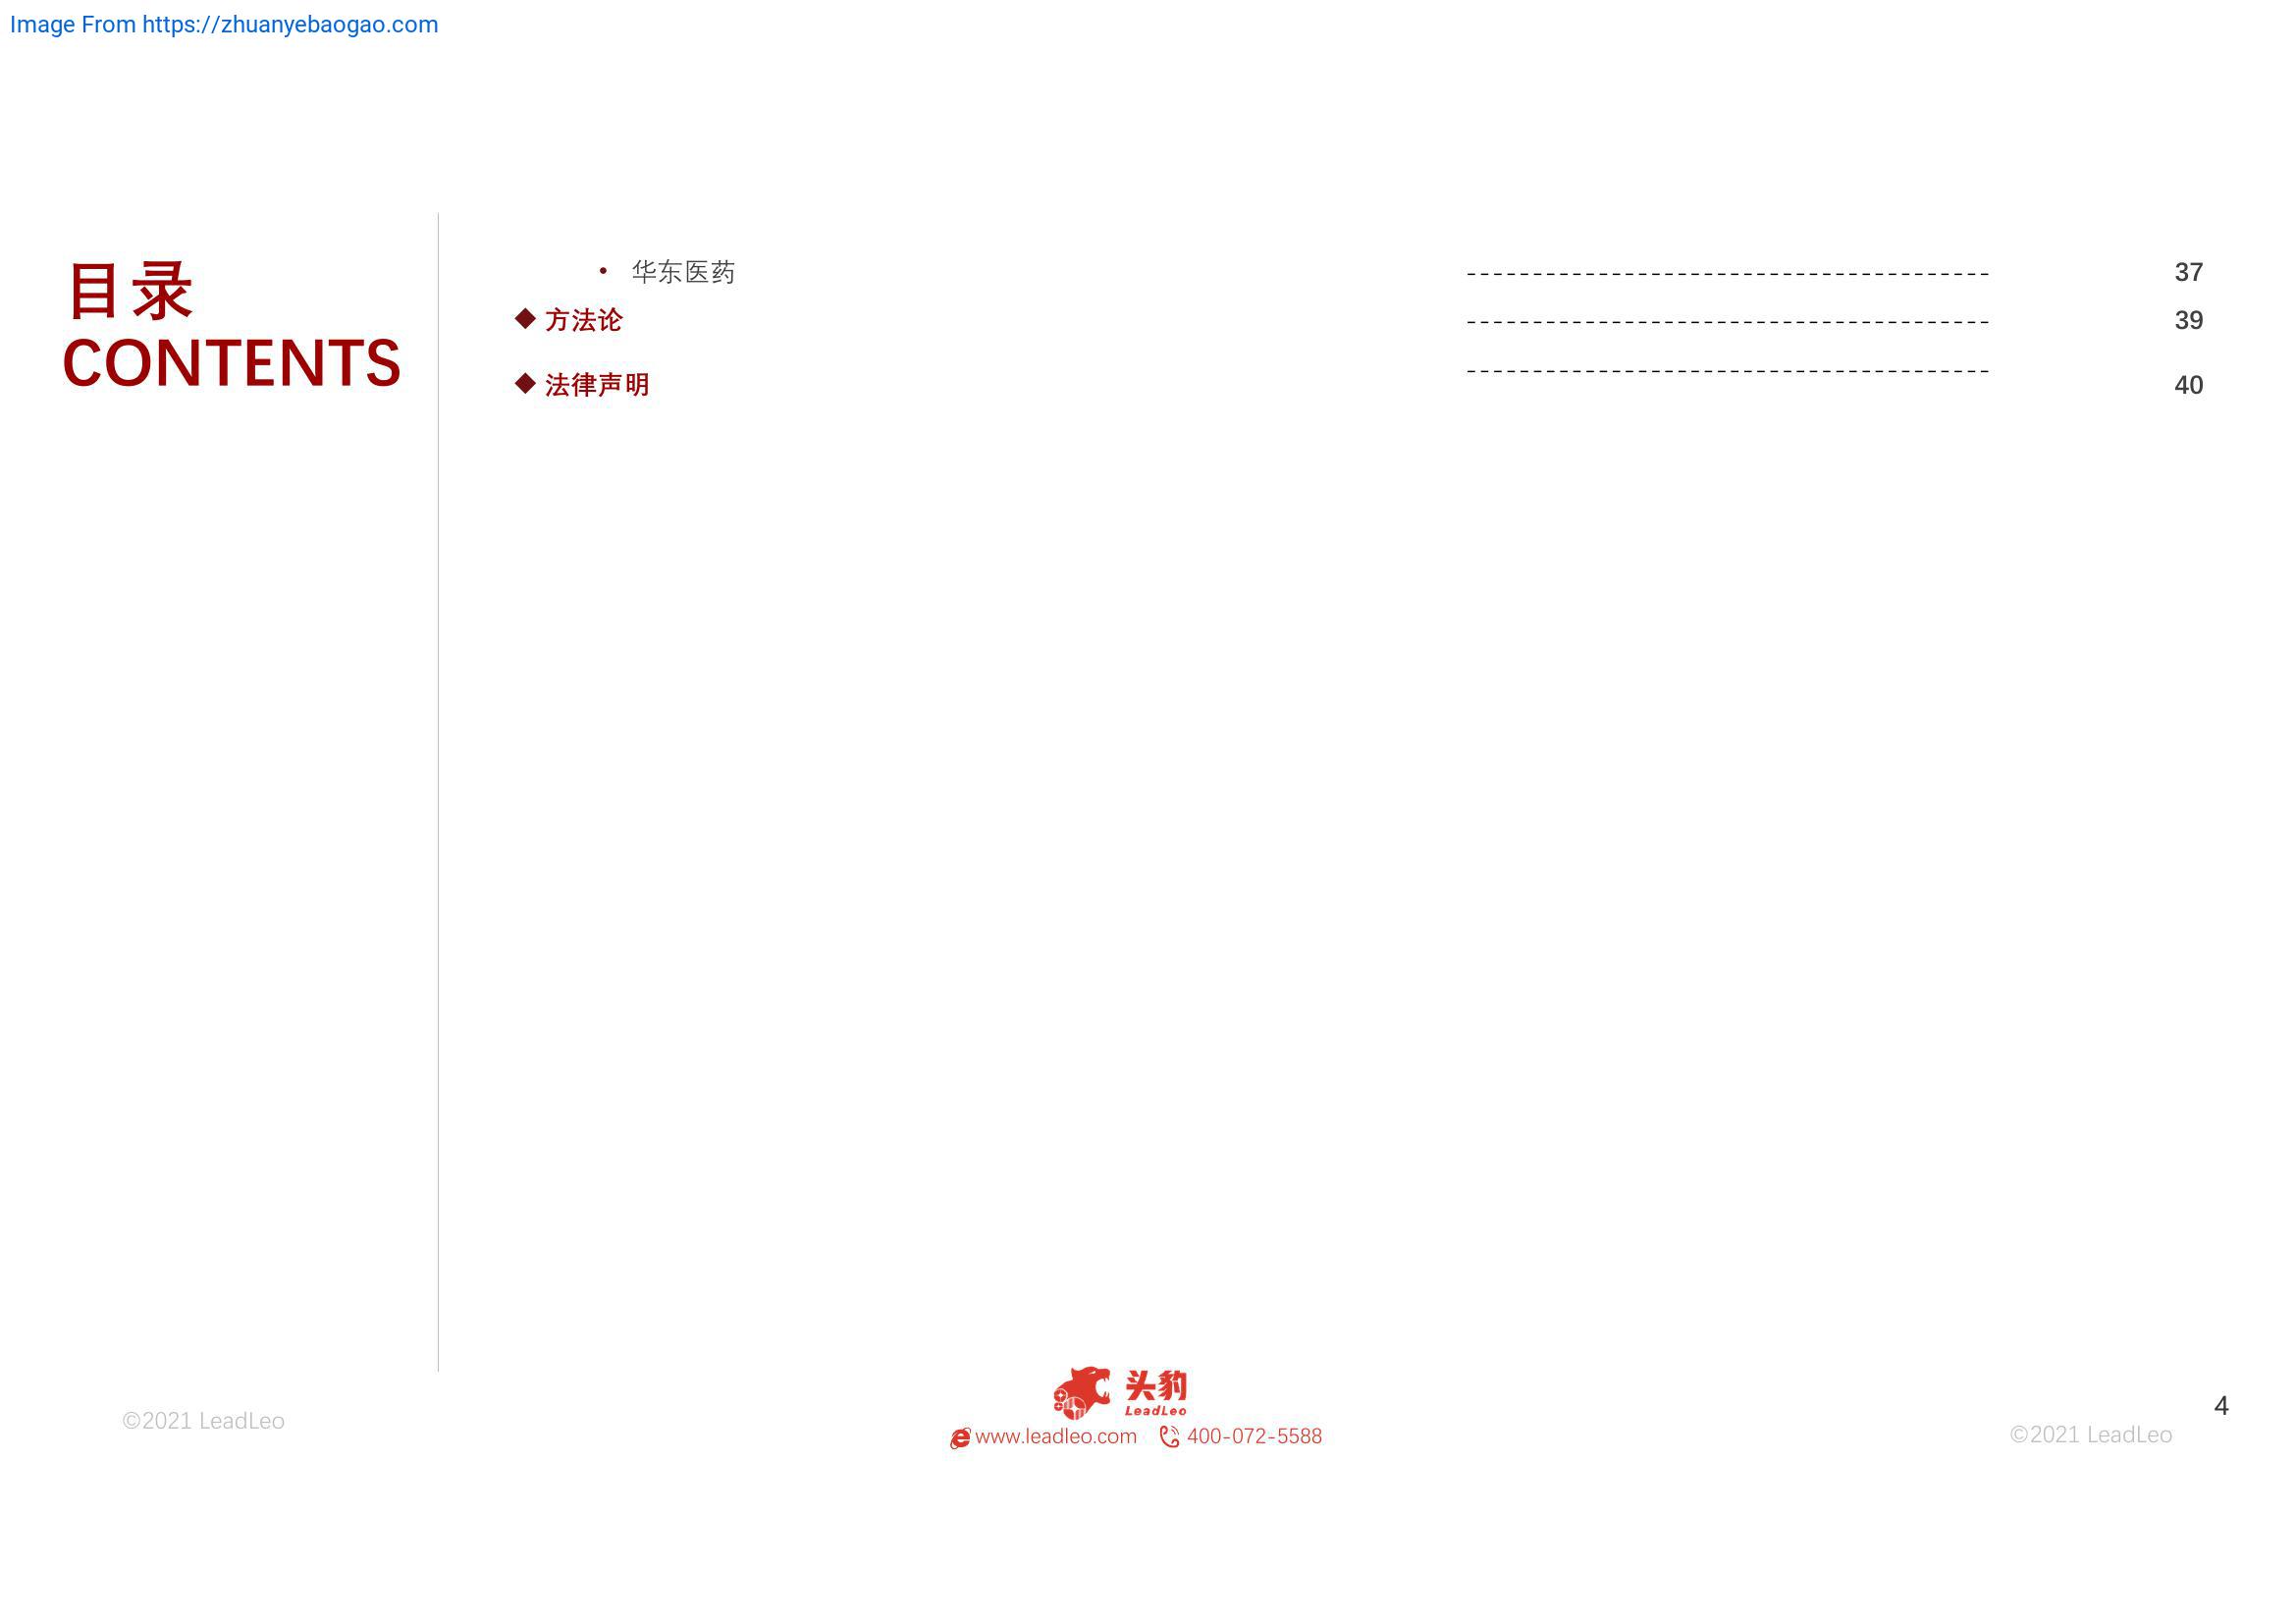 Image From https://zhuanyebaogao.com
目录
CONTENTS
• 华东医药 37
◆ 方法论 39
◆ 法律声明 40
头豹
LeadLeo
www.leadleo.com 400-072-5588
©2021 LeadLeo
4
©2021 LeadLeo